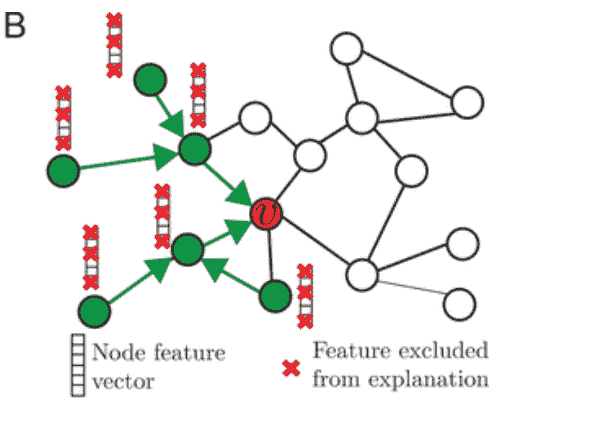 B
v
Node feature
vector
Feature excluded
from explanation